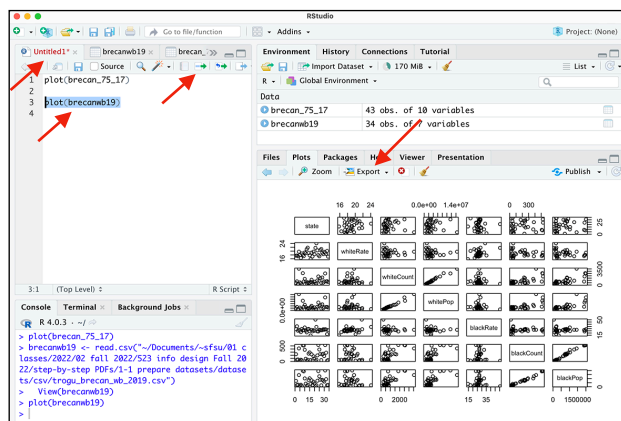 RStudio
Go to file/function
Addins
Project: (None)
Untitled1*
brecanwb19
brecan_
Source
1 plot(brecan_75_17)
2
3 plot(brecanwb19)
4
3:1 (Top Level) R Script
Console Terminal Background Jobs
R 4.0.3 · ~/
> plot(brecan_75_17)
> brecanwb19 <- read.csv("~/Documents/~sfsu/01 c
lasses/2022/02 fall 2022/523 info design Fall 20
22/step-by-step PDFs/1-1 prepare datasets/datase
ts/csv/trogu_brecan_wb_2019.csv")
> View(brecanwb19)
> plot(brecanwb19)
>
Environment History Connections Tutorial
Import Dataset 170 MiB List
R Global Environment
Data
brecan_75_17 43 obs. of 10 variables
brecanwb19 34 obs. of 7 variables
Files Plots Packages Viewer Presentation
Zoom Export Publish
16 20 24 0.0e+00 1.4e+07 0 300
state 25
0
24
16 whiteRate
whiteCount 3500
0
0.0e+00 whitePop
blackRate 50
15
500
0 blackCount
blackPop
0
0 15 30 0 2000 15 35 0 1500000